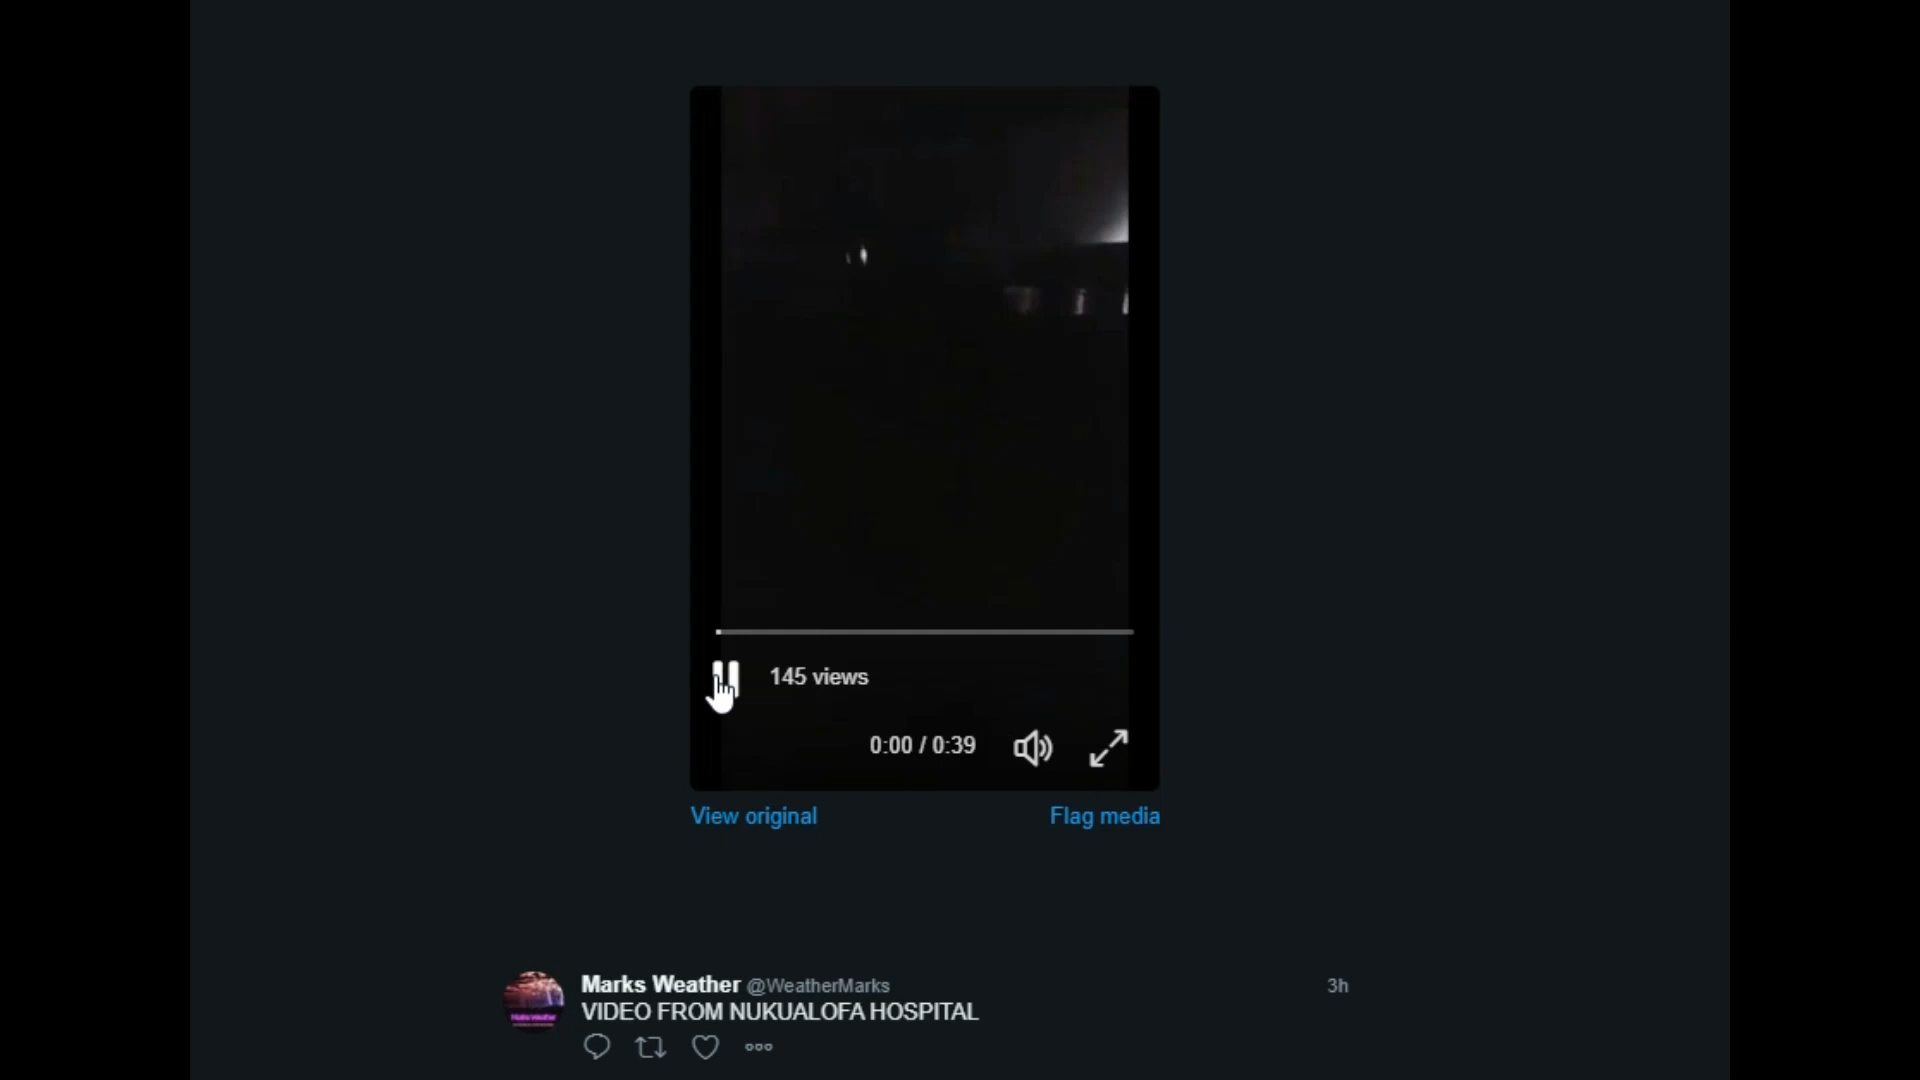 145 views
0:00 / 0:39
View original
Flag media
Marks Weather @WeatherMarks
3h
VIDEO FROM NUKUALOFA HOSPITAL